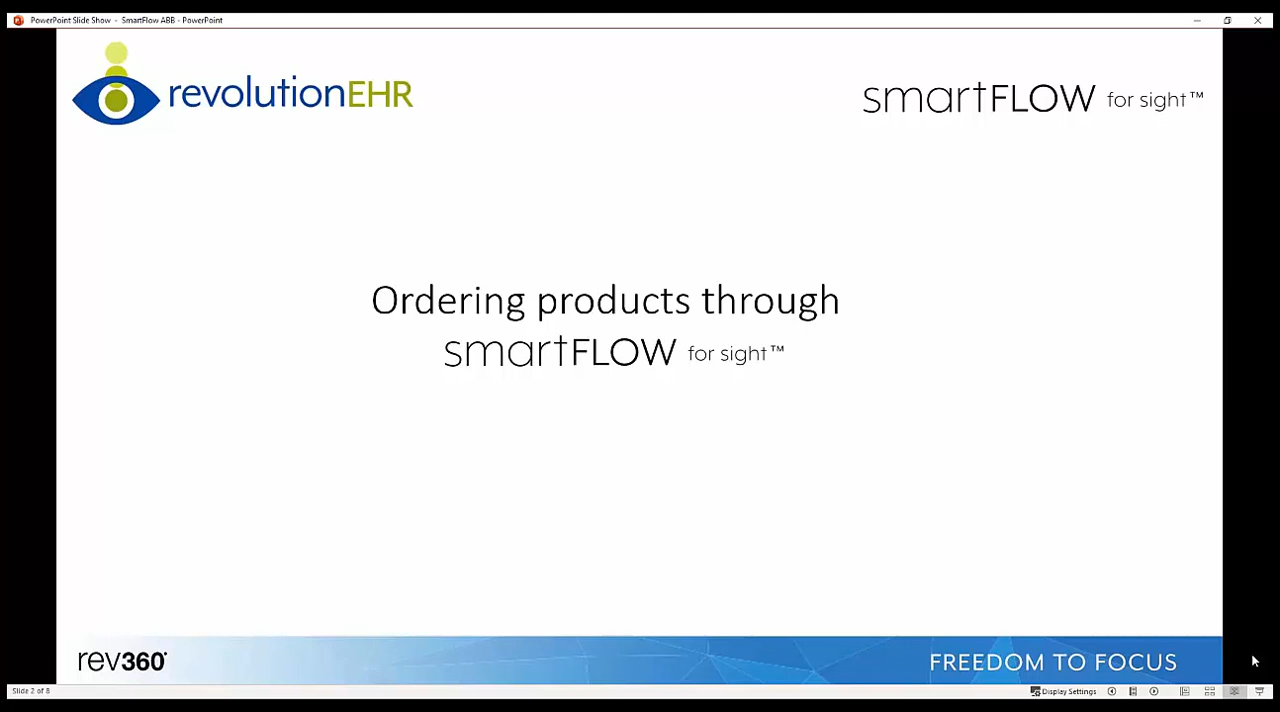 PowerPoint Slide Show - SmartFlow ABB - PowerPoint
revolutionEHR
smartFLOW for sight™
Ordering products through
smartFLOW for sight™
rev360°
FREEDOM TO FOCUS
Slide 2 of 8
Display Settings